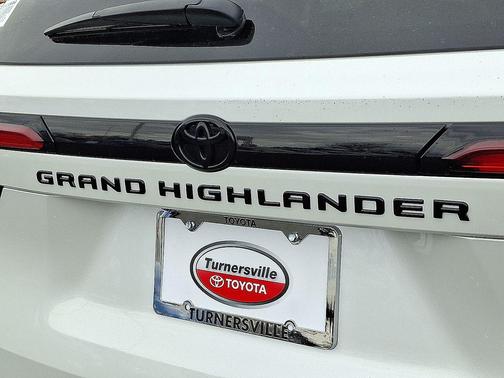 GRAND HIGHLANDER
TOYOTA
Turnersville
TOYOTA
TURNERSVILLE